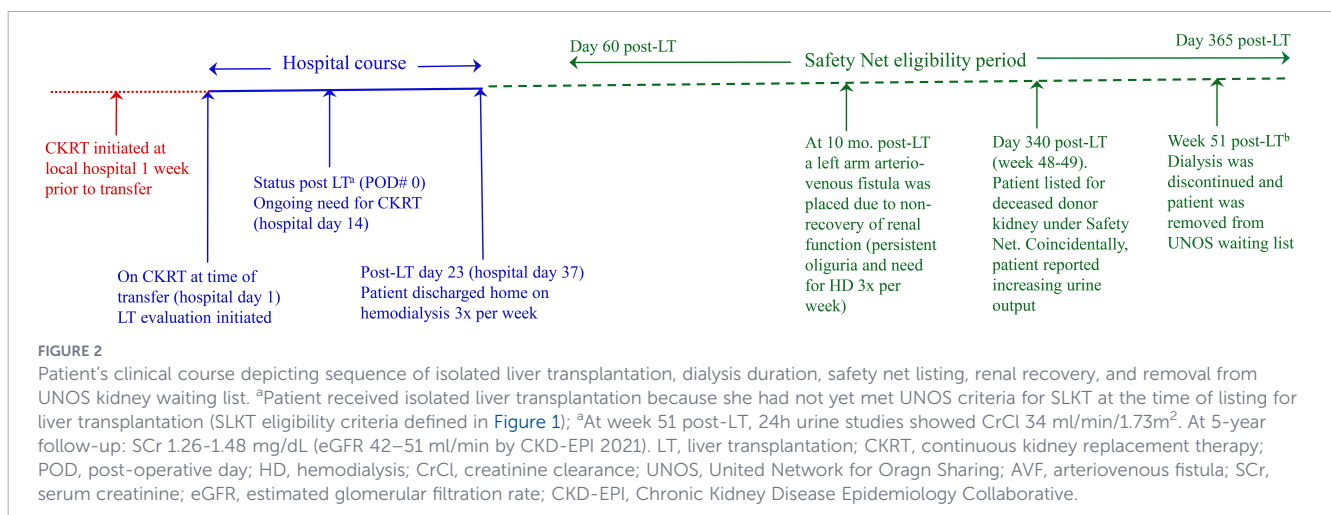 Day 60 post-LT
Day 365 post-LT
Hospital course
Safety Net eligibility period
CKRT initiated at
local hospital 1 week
prior to transfer
On CKRT at time of
transfer (hospital day 1)
LT evaluation initiated
Status post LTᵃ (POD# 0)
Ongoing need for CKRT
(hospital day 14)
Post-LT day 23 (hospital day 37)
Patient discharged home on
hemodialysis 3x per week
At 10 mo. post-LT
a left arm arterio-
venous fistula was
placed due to non-
recovery of renal
function (persistent
oliguria and need
for HD 3x per
week)
Day 340 post-LT
(week 48-49).
Patient listed for
deceased donor
kidney under Safety
Net. Coincidentally,
patient reported
increasing urine
output
Week 51 post-LTᵇ
Dialysis was
discontinued and
patient was
removed from
UNOS waiting list
FIGURE 2
Patient's clinical course depicting sequence of isolated liver transplantation, dialysis duration, safety net listing, renal recovery, and removal from
UNOS kidney waiting list. ᵃPatient received isolated liver transplantation because she had not yet met UNOS criteria for SLKT at the time of listing for
liver transplantation (SLKT eligibility criteria defined in Figure 1); ᵃAt week 51 post-LT, 24h urine studies showed CrCl 34 ml/min/1.73m². At 5-year
follow-up: SCr 1.26-1.48 mg/dL (eGFR 42–51 ml/min by CKD-EPI 2021). LT, liver transplantation; CKRT, continuous kidney replacement therapy;
POD, post-operative day; HD, hemodialysis; CrCl, creatinine clearance; UNOS, United Network for Oragn Sharing; AVF, arteriovenous fistula; SCr,
serum creatinine; eGFR, estimated glomerular filtration rate; CKD-EPI, Chronic Kidney Disease Epidemiology Collaborative.